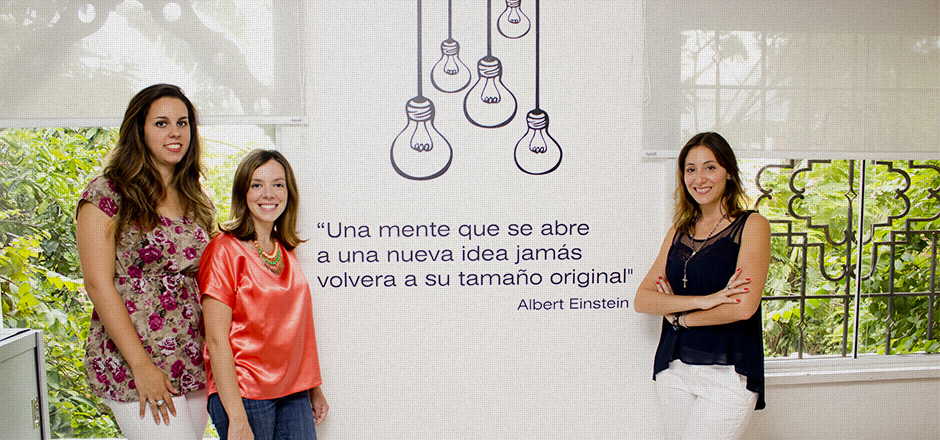 “Una mente que se abre
a una nueva idea jamás
volvera a su tamaño original"
Albert Einstein